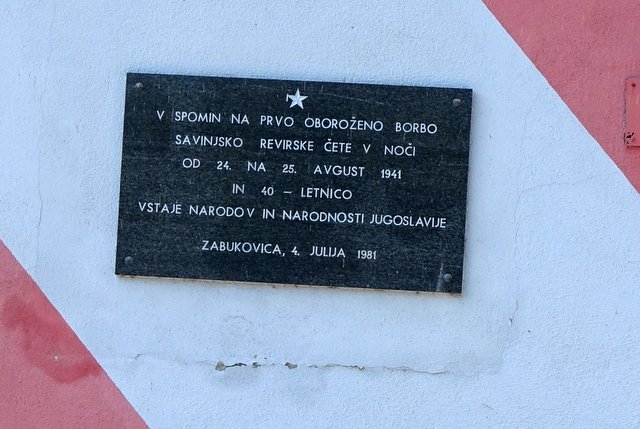 V SPOMIN NA PRVO OBOROŽENO BORBO
SAVINJSKO REVIRSKE ČETE V NOČI
OD 24. NA 25. AVGUST 1941
IN 40 – LETNICO
VSTAJE NARODOV IN NARODNOSTI JUGOSLAVIJE
ZABUKOVICA, 4. JULIJA 1981